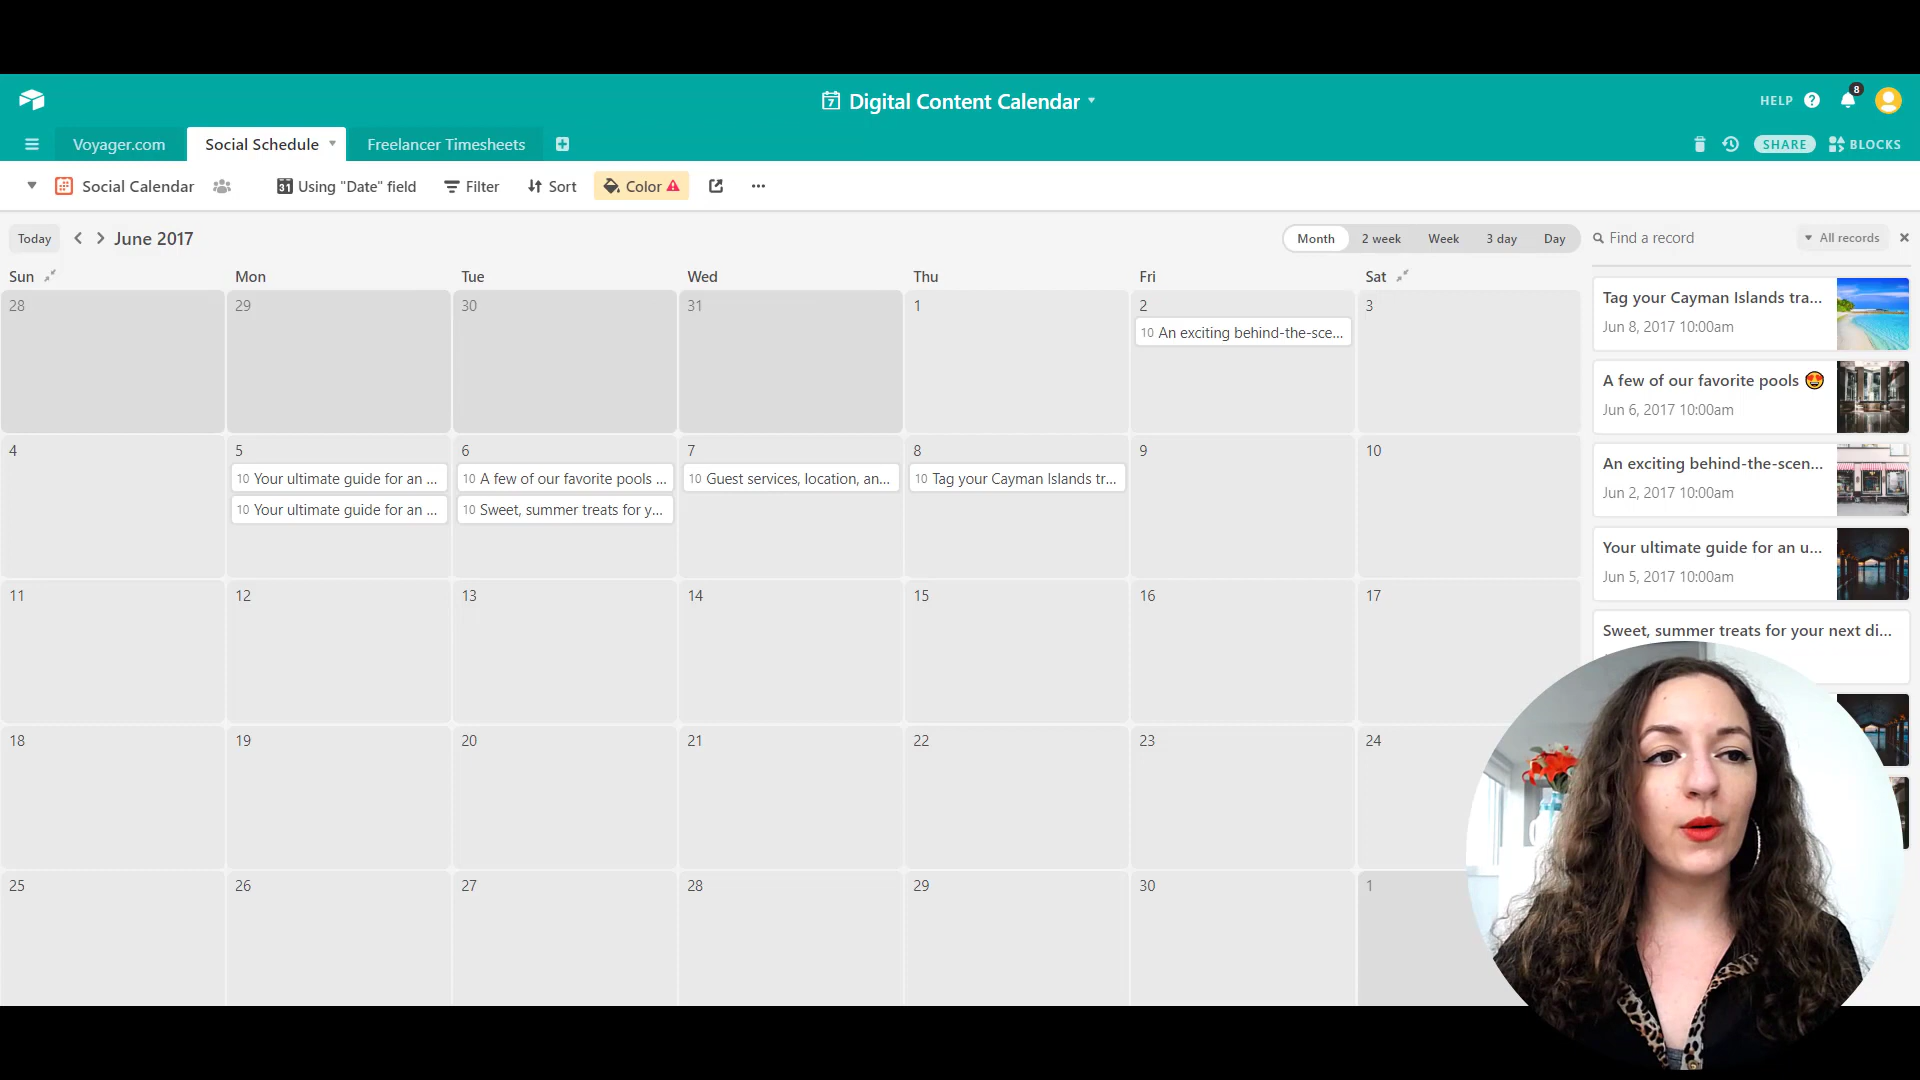 7 Digital Content Calendar
HELP ? 8
Voyager.com Social Schedule Freelancer Timesheets
SHARE BLOCKS
Social Calendar 31 Using "Date" field Filter Sort Color ...
Today June 2017
Month 2 week Week 3 day Day
Find a record All records
Sun Mon Tue Wed Thu Fri Sat
28 29 30 31 1 2 3
10 An exciting behind-the-sce...
4 5 6 7 8 9 10
10 Your ultimate guide for an ... 10 A few of our favorite pools ... 10 Guest services, location, an... 10 Tag your Cayman Islands tr...
10 Your ultimate guide for an ... 10 Sweet, summer treats for y...
11 12 13 14 15 16 17
18 19 20 21 22 23 24
25 26 27 28 29 30 1
Tag your Cayman Islands tra...
Jun 8, 2017 10:00am
A few of our favorite pools 😍
Jun 6, 2017 10:00am
An exciting behind-the-scen...
Jun 2, 2017 10:00am
Your ultimate guide for an u...
Jun 5, 2017 10:00am
Sweet, summer treats for your next di...